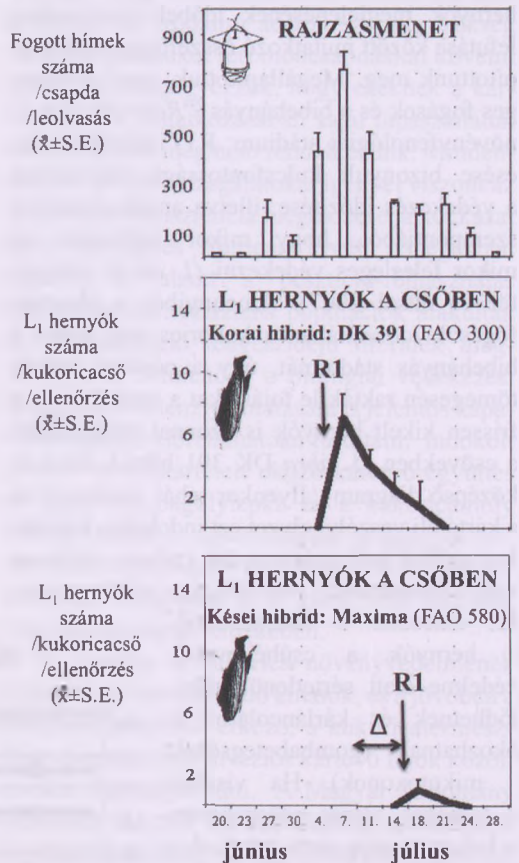 Fogott hímek
száma
/csapda
/leolvasás
(x̄±S.E.)
RAJZÁSMENET
900
700
500
300
100
L₁ hernyók
száma
/kukoricacső
/ellenőrzés
(x̄±S.E.)
L₁ HERNYÓK A CSŐBEN
14
Korai hibrid: DK 391 (FAO 300)
10
R1
6
2
L₁ hernyók
száma
/kukoricacső
/ellenőrzés
(x̄±S.E.)
L₁ HERNYÓK A CSŐBEN
14
Kései hibrid: Maxima (FAO 580)
10
R1
6
Δ
2
20. 23. 27. 30. 4. 7. 11. 14. 18. 21. 24. 28.
június július